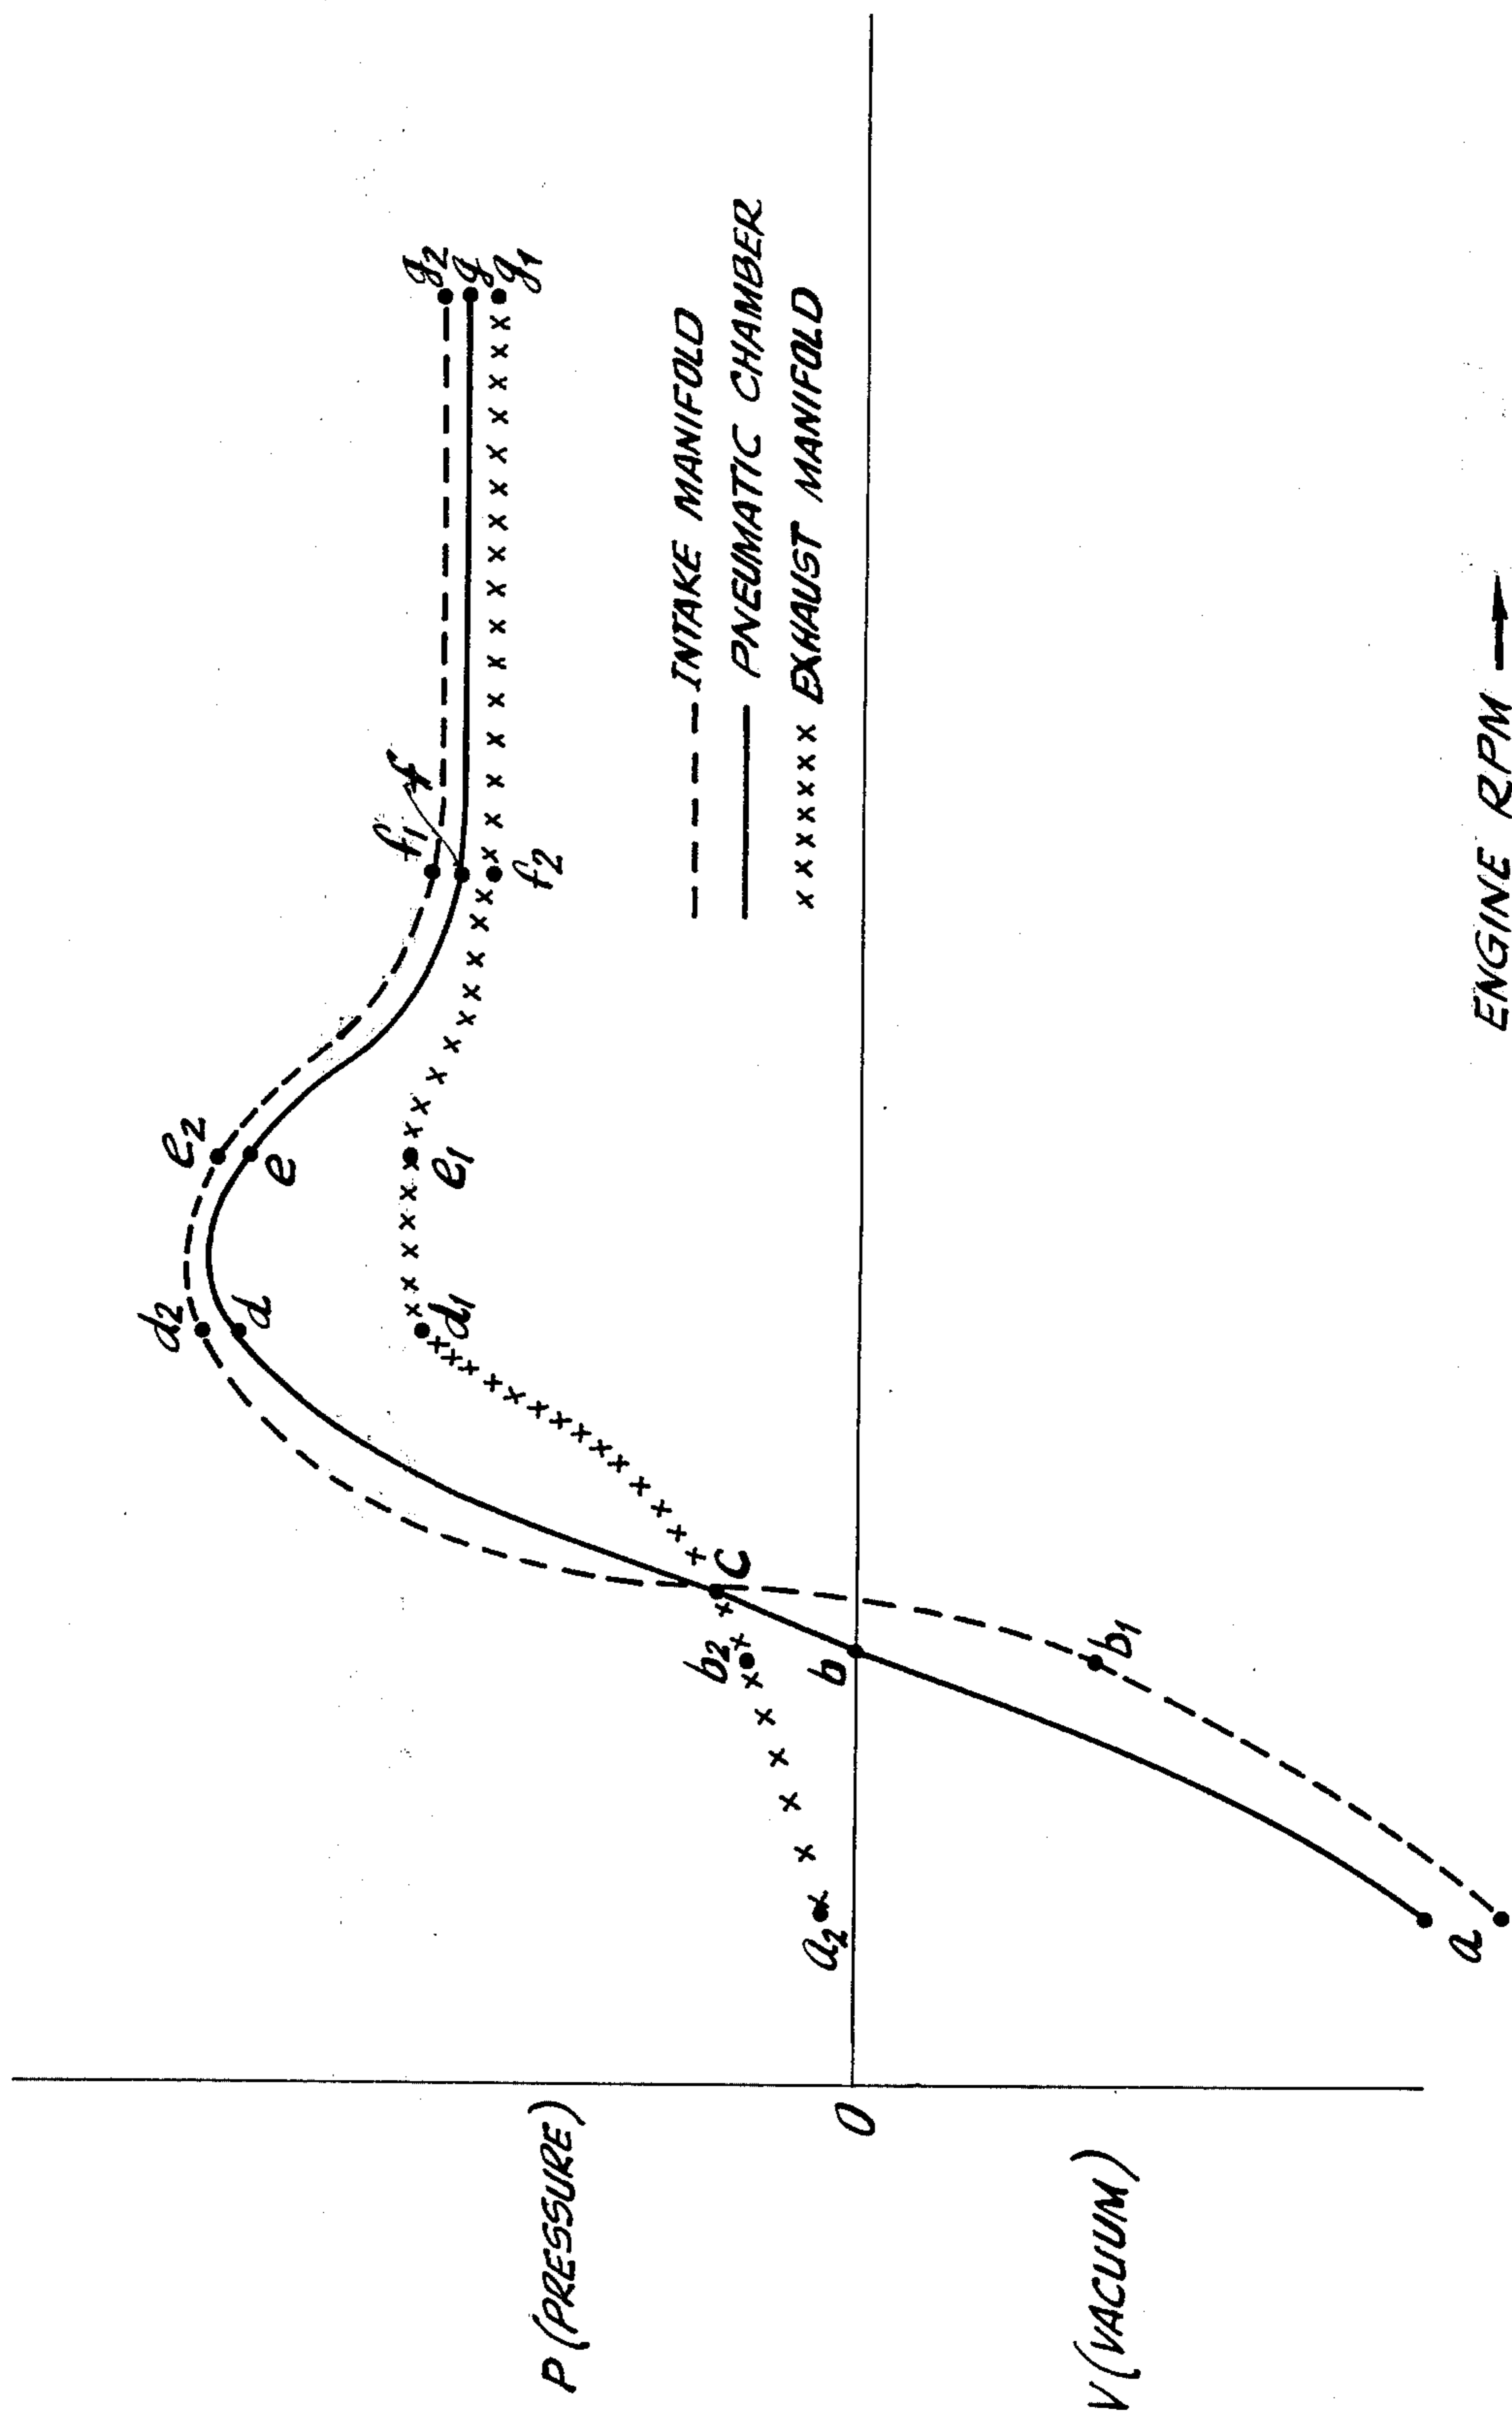 P (PRESSURE)
V (VACUUM)
0
a
a2
b
b1
b2
c
d
d1
d2
e
e1
e2
f
f1
f2
g2
g
g1
--- INTAKE MANIFOLD
— PNEUMATIC CHAMBER
xxxxx EXHAUST MANIFOLD
ENGINE RPM →